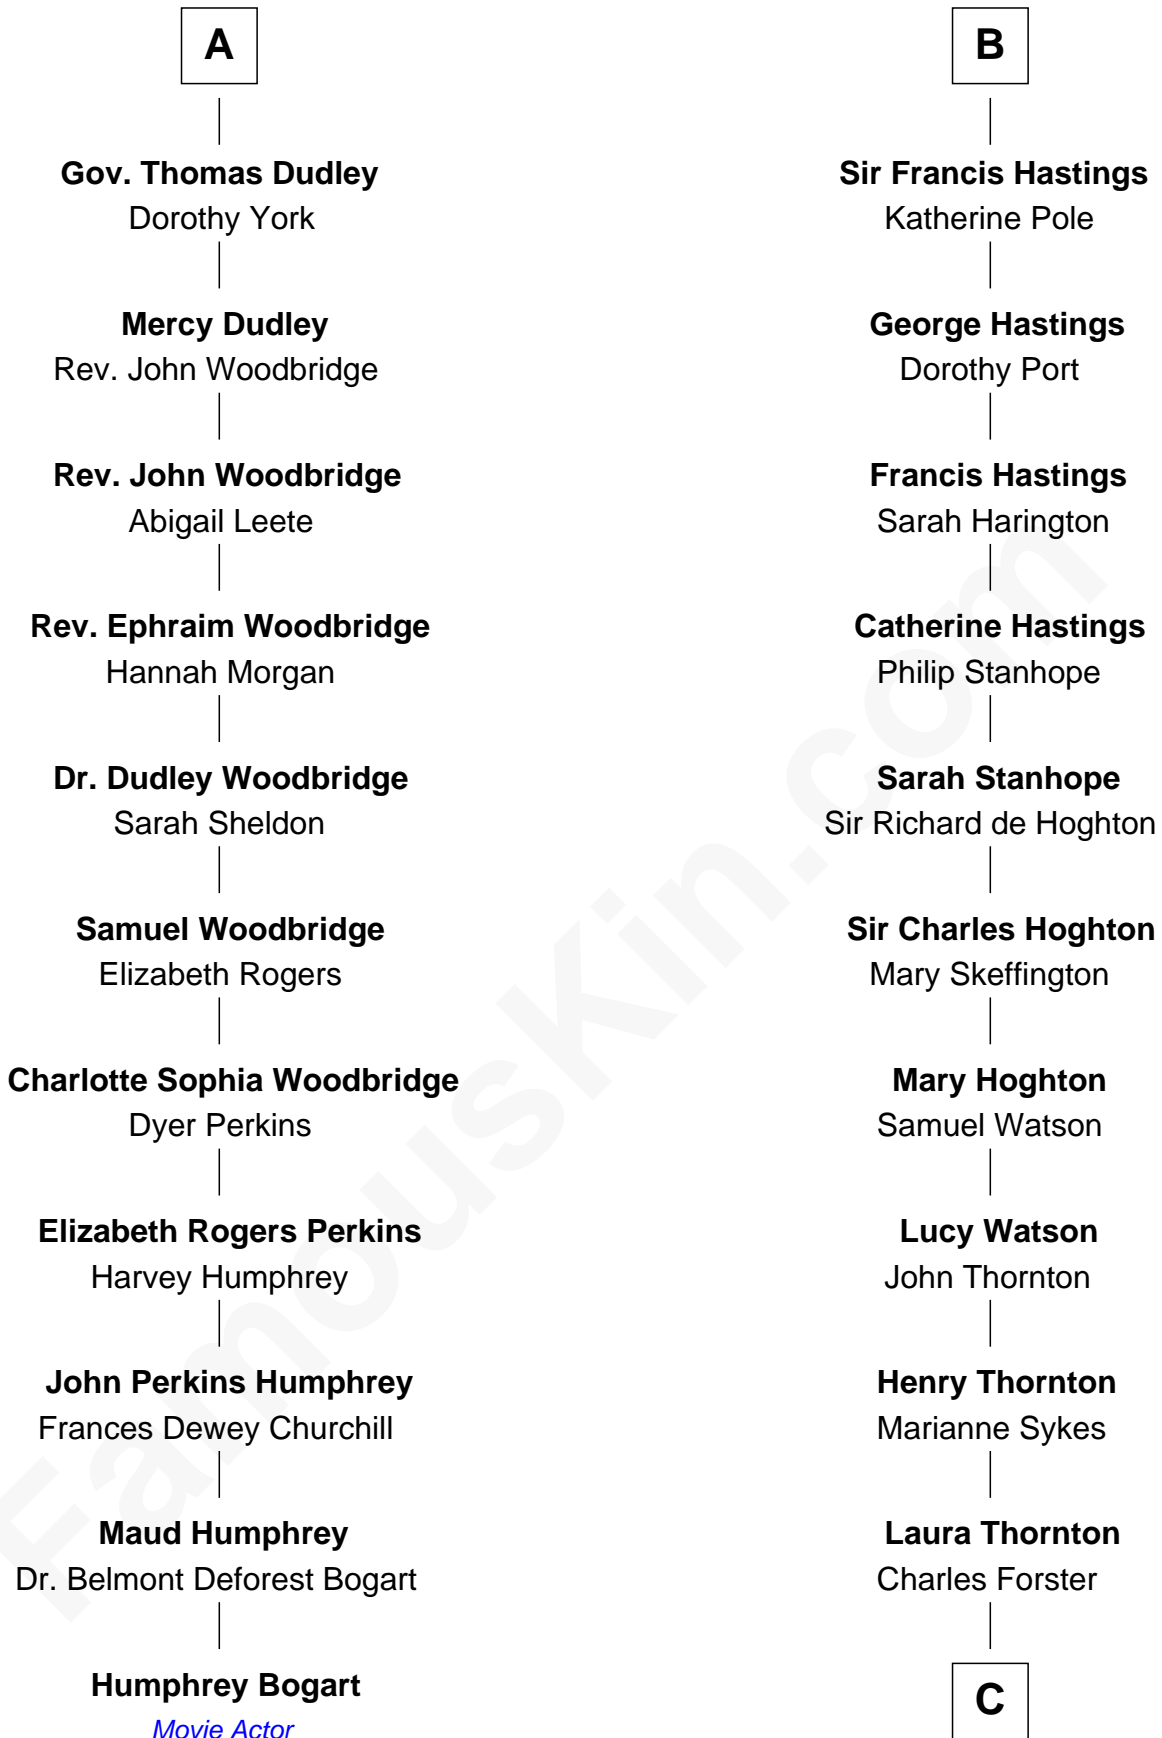 A
Gov. Thomas Dudley
Dorothy York
Mercy Dudley
Rev. John Woodbridge
Rev. John Woodbridge
Abigail Leete
Rev. Ephraim Woodbridge
Hannah Morgan
Dr. Dudley Woodbridge
Sarah Sheldon
Samuel Woodbridge
Elizabeth Rogers
Charlotte Sophia Woodbridge
Dyer Perkins
Elizabeth Rogers Perkins
Harvey Humphrey
John Perkins Humphrey
Frances Dewey Churchill
Maud Humphrey
Dr. Belmont Deforest Bogart
Humphrey Bogart
Movie Actor
B
Sir Francis Hastings
Katherine Pole
George Hastings
Dorothy Port
Francis Hastings
Sarah Harington
Catherine Hastings
Philip Stanhope
Sarah Stanhope
Sir Richard de Hoghton
Sir Charles Hoghton
Mary Skeffington
Mary Hoghton
Samuel Watson
Lucy Watson
John Thornton
Henry Thornton
Marianne Sykes
Laura Thornton
Charles Forster
C
FamousKin.com